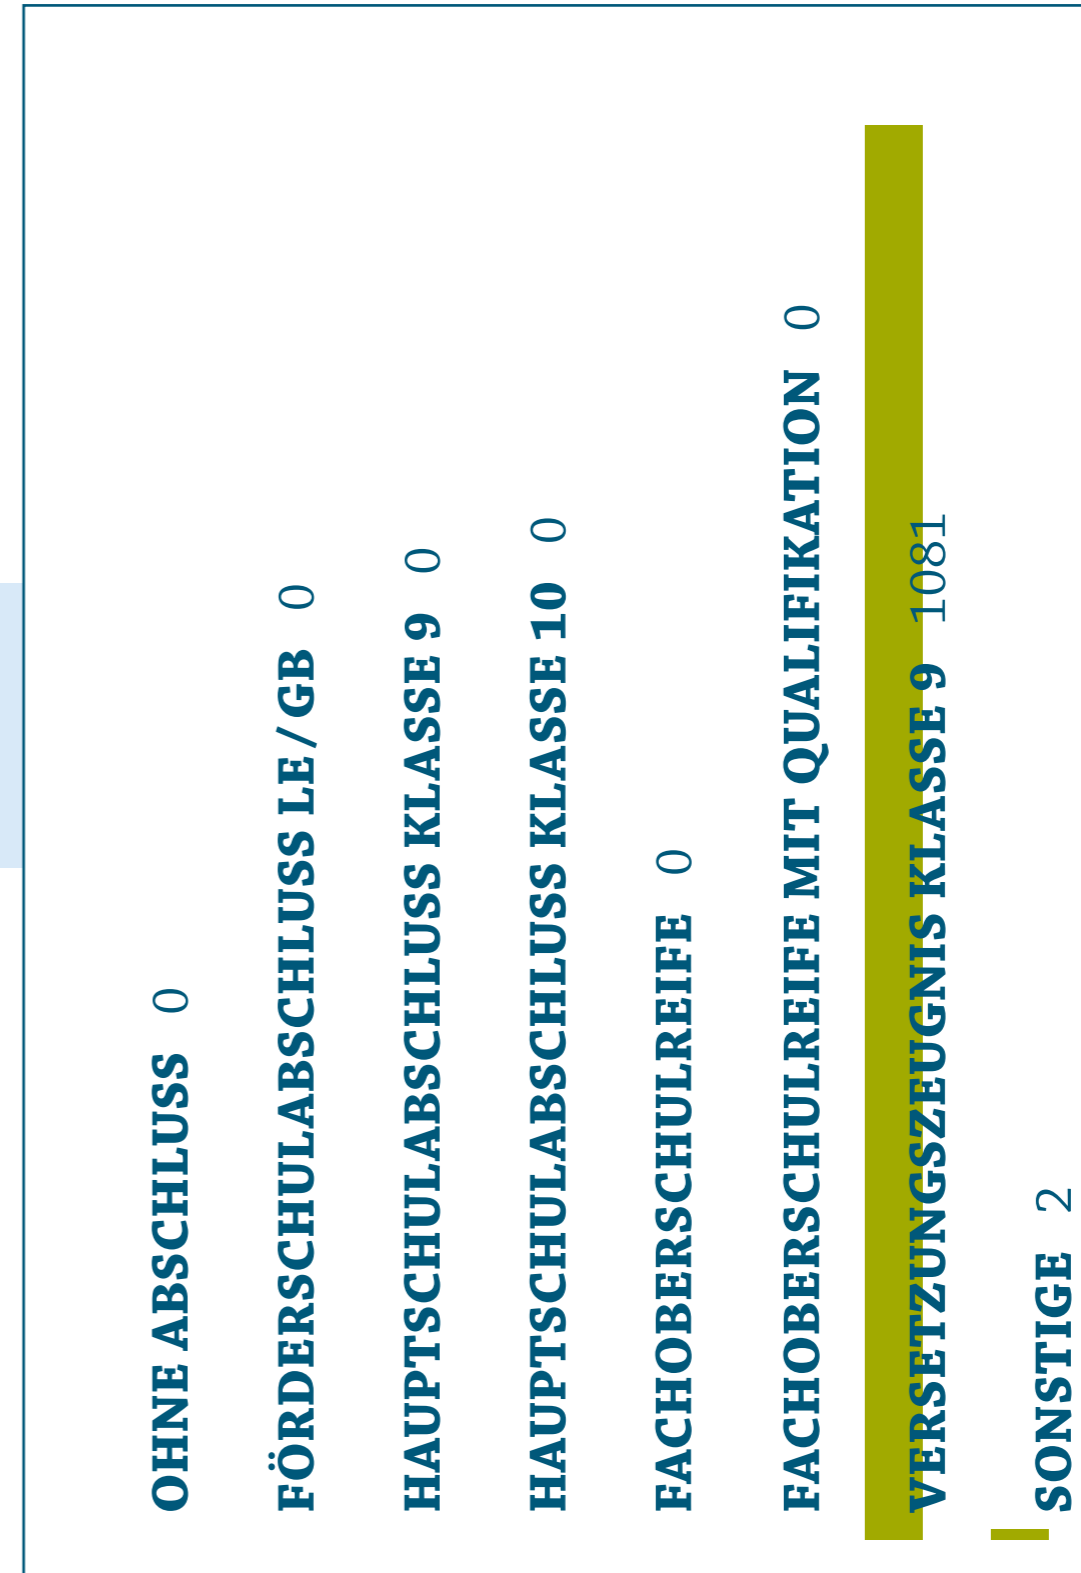 OHNE ABSCHLUSS 0
FÖRDERSCHULABSCHLUSS LE/GB 0
HAUPTSCHULABSCHLUSS KLASSE 9 0
HAUPTSCHULABSCHLUSS KLASSE 10 0
FACHOBERSCHULREIFE 0
FACHOBERSCHULREIFE MIT QUALIFIKATION 0
VERSETZUNGSZEUGNIS KLASSE 9 1081
SONSTIGE 2